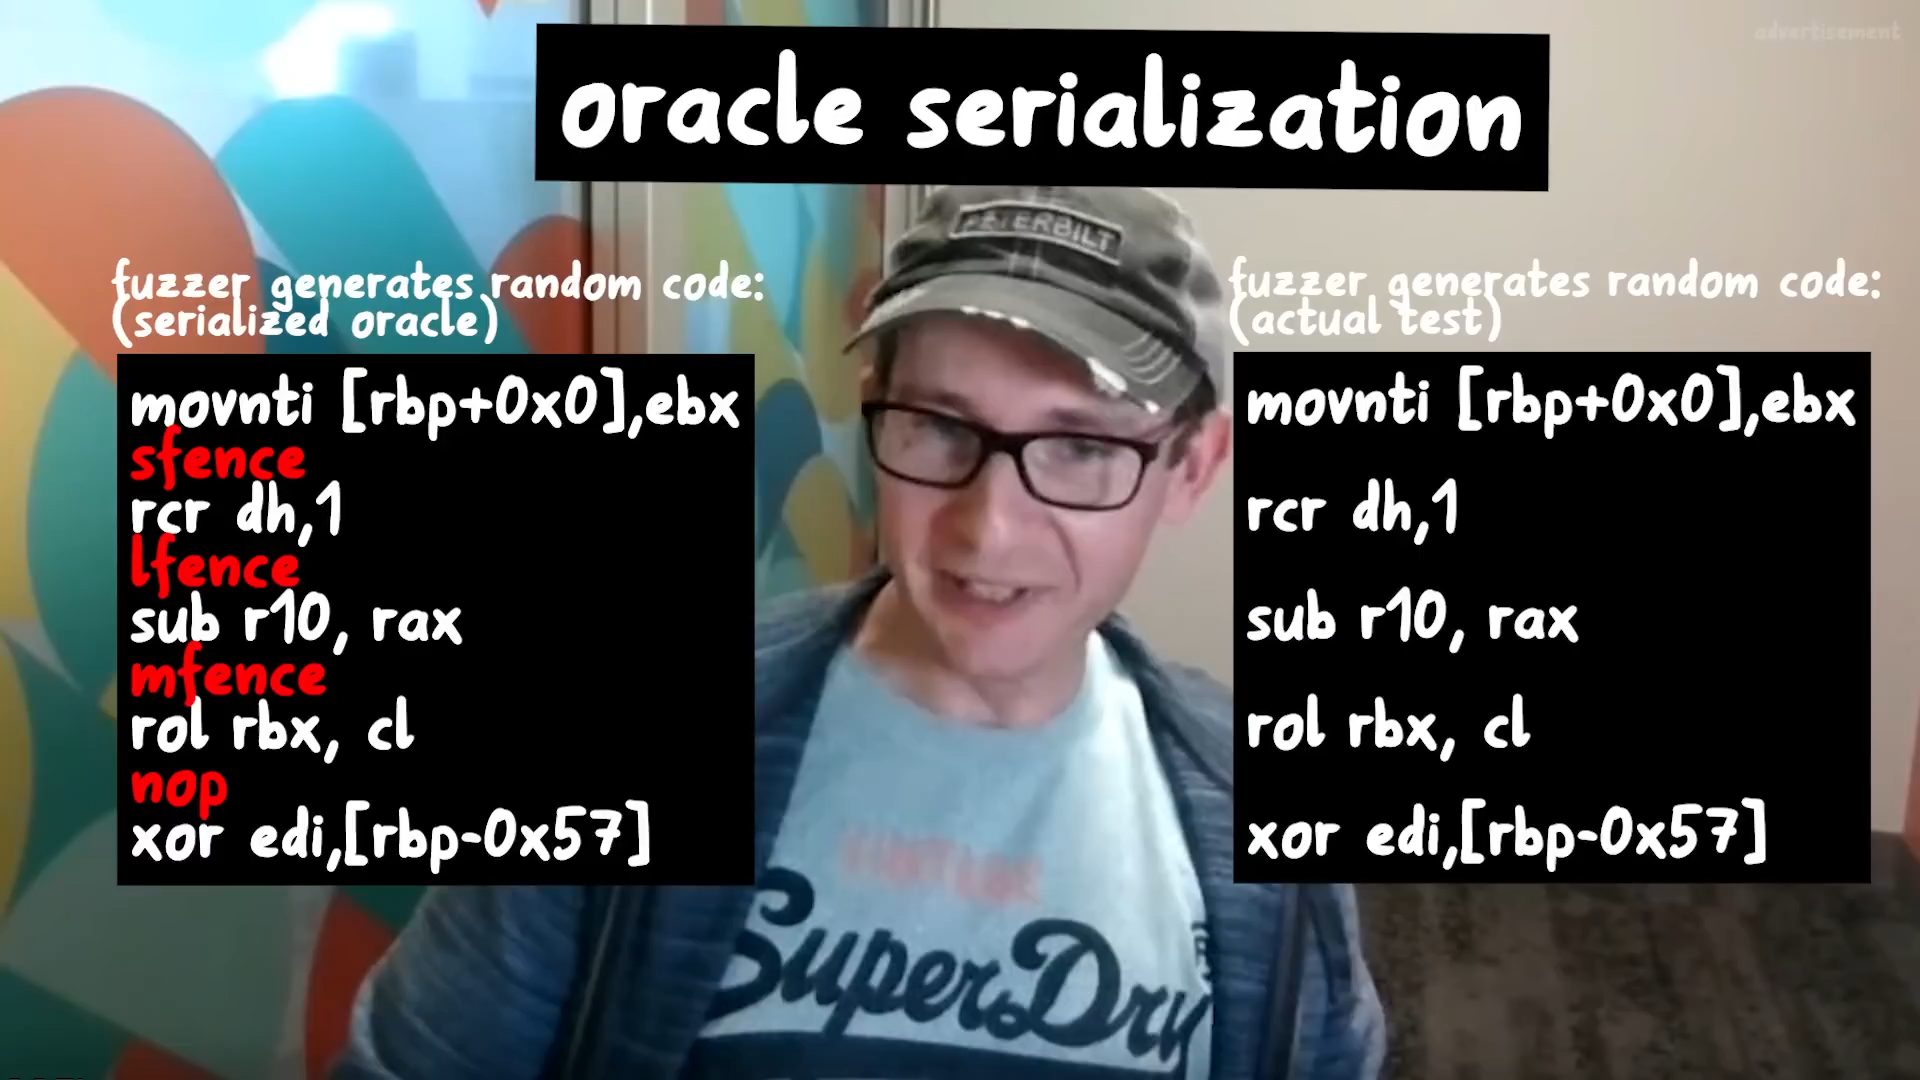 advertisement
oracle serialization
PETERBILT
fuzzer generates random code:
(serialized oracle)
movnti [rbp+0x0],ebx
sfence
rcr dh,1
lfence
sub r10, rax
mfence
rol rbx, cl
nop
xor edi,[rbp-0x57]
fuzzer generates random code:
(actual test)
movnti [rbp+0x0],ebx
rcr dh,1
sub r10, rax
rol rbx, cl
xor edi,[rbp-0x57]
SuperDry